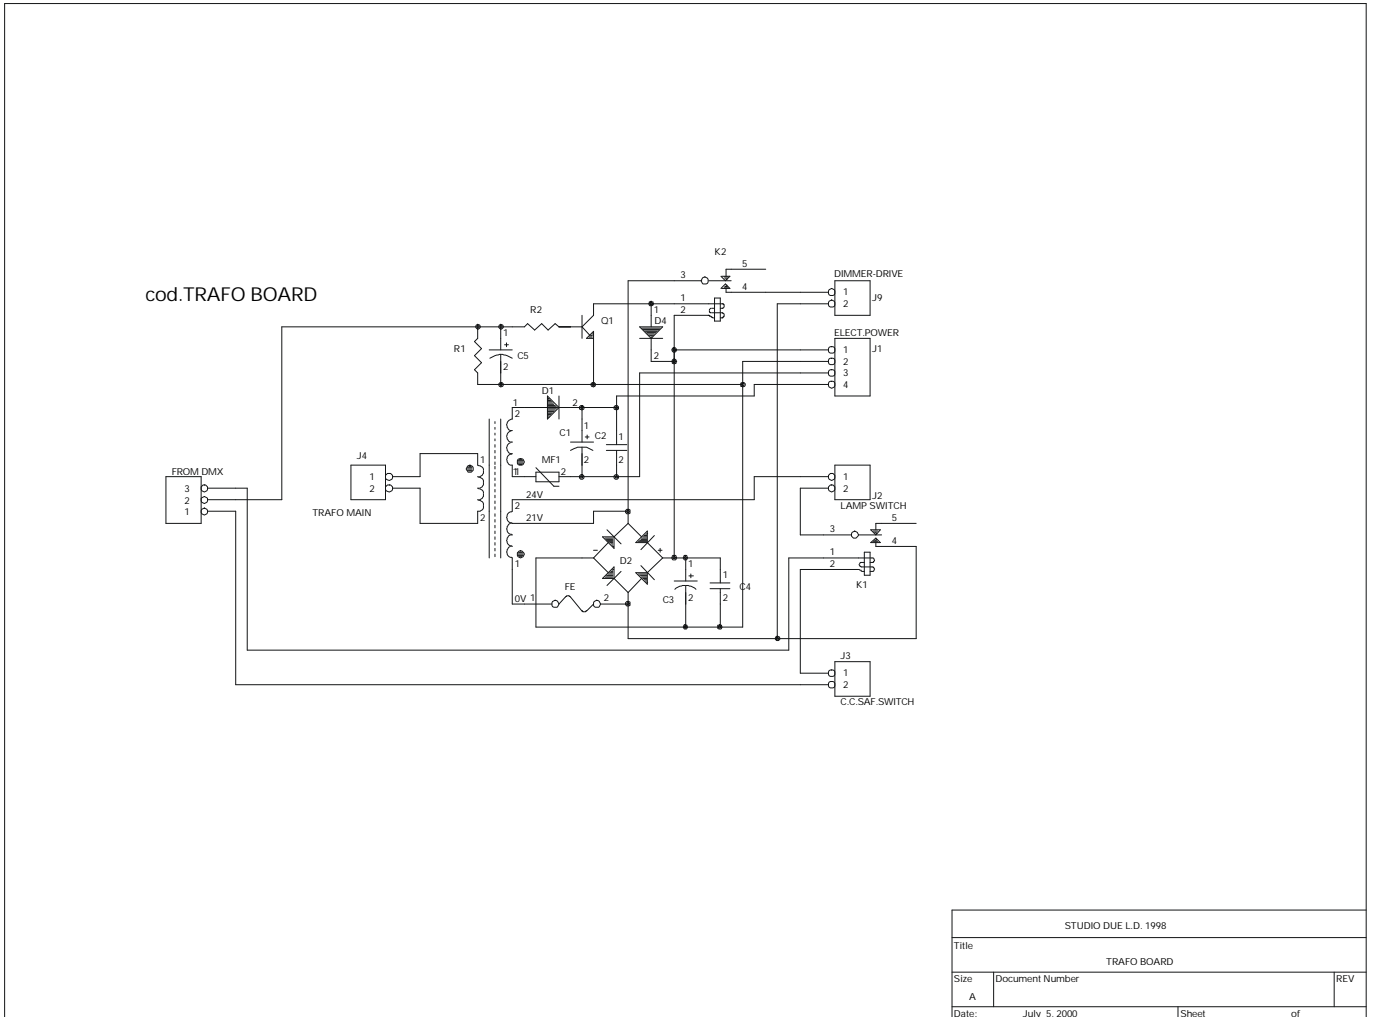 K2
5
3
4
DIMMER-DRIVE
1
2
J9
cod.TRAFO BOARD
1
2
R2
Q1
1
D4
2
ELECT.POWER
1
2
3
4
J1
R1
1
+
C5
2
D1
1
2
2
C1
1
+
2
C2
1
2
MF1
1
2
J4
1
2
TRAFO MAIN
1
2
FROM DMX
3
2
1
24V
2
21V
1
0V
1
FE
2
-
D2
+
1
+
C3
2
1
C4
2
1
2
J2
LAMP SWITCH
5
3
4
1
2
K1
J3
1
2
C.C.SAF.SWITCH
STUDIO DUE L.D. 1998
Title
TRAFO BOARD
Size
Document Number
REV
A
Date:
July 5, 2000
Sheet
of